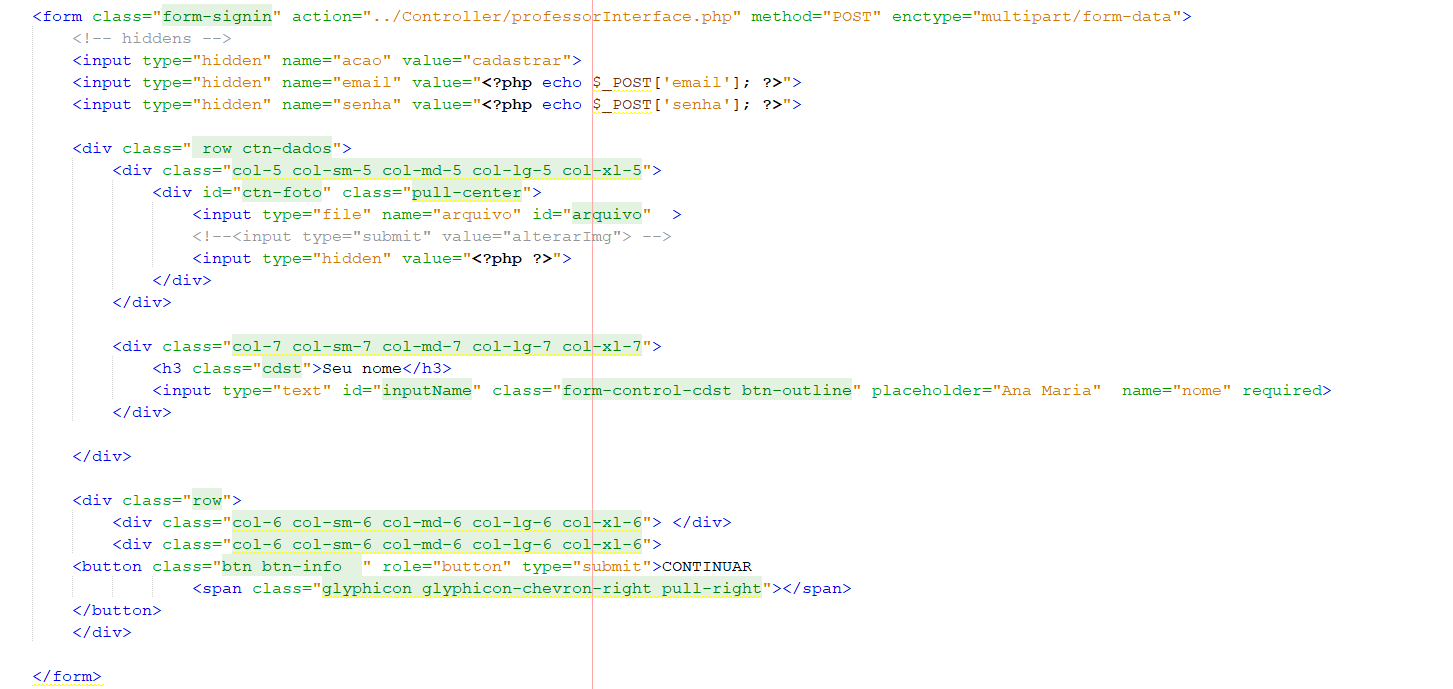 <form class="form-signin" action="../Controller/professorInterface.php" method="POST" enctype="multipart/form-data">
    <!-- hiddens -->
    <input type="hidden" name="acao" value="cadastrar">
    <input type="hidden" name="email" value="<?php echo $_POST['email']; ?>">
    <input type="hidden" name="senha" value="<?php echo $_POST['senha']; ?>">

    <div class=" row ctn-dados">
        <div class="col-5 col-sm-5 col-md-5 col-lg-5 col-xl-5">
            <div id="ctn-foto" class="pull-center">
                <input type="file" name="arquivo" id="arquivo"  >
                <!--<input type="submit" value="alterarImg"> -->
                <input type="hidden" value="<?php ?>">
            </div>
        </div>

        <div class="col-7 col-sm-7 col-md-7 col-lg-7 col-xl-7">
            <h3 class="cdst">Seu nome</h3>
            <input type="text" id="inputName" class="form-control-cdst btn-outline" placeholder="Ana Maria"  name="nome" required>
        </div>

    </div>

    <div class="row">
        <div class="col-6 col-sm-6 col-md-6 col-lg-6 col-xl-6"> </div>
        <div class="col-6 col-sm-6 col-md-6 col-lg-6 col-xl-6">
    <button class="btn btn-info  " role="button" type="submit">CONTINUAR
                <span class="glyphicon glyphicon-chevron-right pull-right"></span>
    </button>
    </div>

</form>